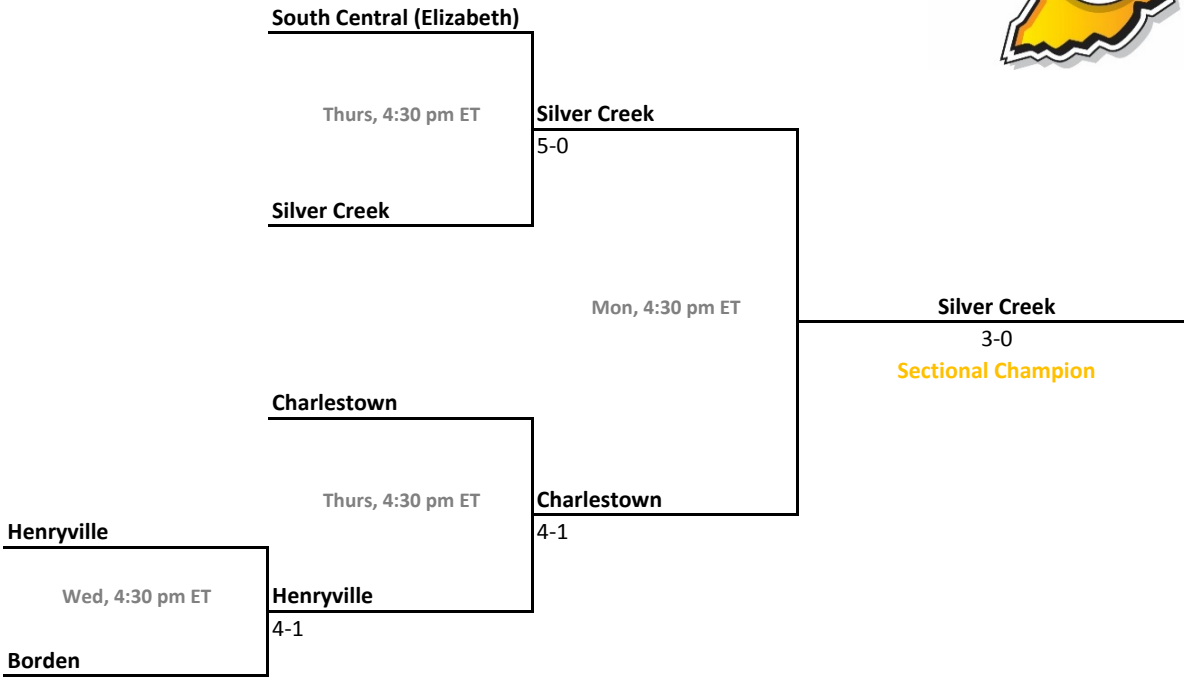 South Central (Elizabeth)
Thurs, 4:30 pm ET
Silver Creek
5-0
Silver Creek
Mon, 4:30 pm ET
Silver Creek
3-0
Sectional Champion
Charlestown
Thurs, 4:30 pm ET
Charlestown
4-1
Henryville
Wed, 4:30 pm ET
Henryville
4-1
Borden